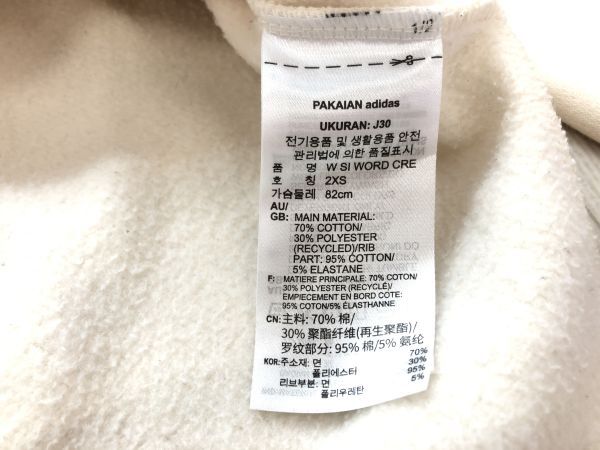 1/2
PAKAIAN adidas
UKURAN: J30
전기용품 및 생활용품 안전
관리법에 의한 품질표시
품 명 W SI WORD CRE
호 칭 2XS
가슴둘레 82cm
AU/
GB: MAIN MATERIAL:
70% COTTON/
30% POLYESTER
(RECYCLED)/RIB
PART: 95% COTTON/
5% ELASTANE
F: MATIERE PRINCIPALE: 70% COTON/
30% POLYESTER (RECYCLÉ)/
EMPIECEMENT EN BORD COTE:
95% COTON/5% ELASTHANNE
CN: 主料: 70% 棉/
30% 聚酯纤维(再生聚酯)/
罗纹部分: 95% 棉/5% 氨纶
KOR: 주소재: 면 70%
폴리에스터 30%
리브부분: 면 95%
폴리우레탄 5%